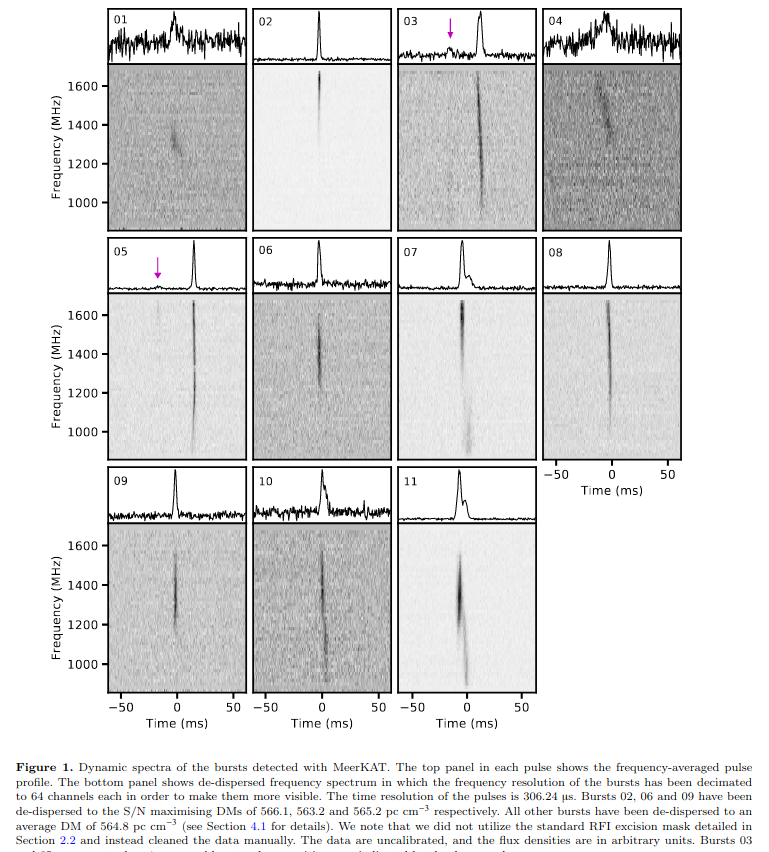 01
02
03
04
1600
1400
1200
1000
Frequency (MHz)
05
06
07
08
1600
1400
1200
1000
Frequency (MHz)
−50 0 50
Time (ms)
09
10
11
1600
1400
1200
1000
Frequency (MHz)
−50 0 50
Time (ms)
−50 0 50
Time (ms)
−50 0 50
Time (ms)
Figure 1. Dynamic spectra of the bursts detected with MeerKAT. The top panel in each pulse shows the frequency-averaged pulse
profile. The bottom panel shows de-dispersed frequency spectrum in which the frequency resolution of the bursts has been decimated
to 64 channels each in order to make them more visible. The time resolution of the pulses is 306.24 μs. Bursts 02, 06 and 09 have been
de-dispersed to the S/N maximising DMs of 566.1, 563.2 and 565.2 pc cm⁻³ respectively. All other bursts have been de-dispersed to an
average DM of 564.8 pc cm⁻³ (see Section 4.1 for details). We note that we did not utilize the standard RFI excision mask detailed in
Section 2.2 and instead cleaned the data manually. The data are uncalibrated, and the flux densities are in arbitrary units. Bursts 03